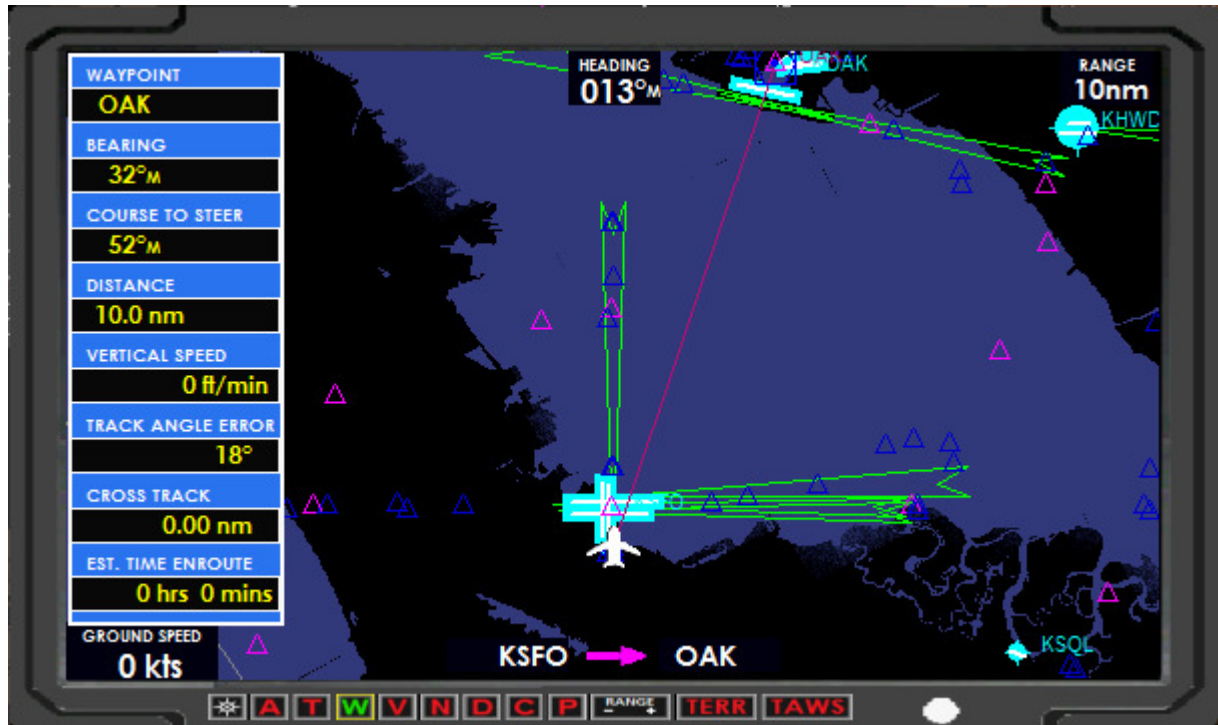 WAYPOINT
OAK
BEARING
32°M
COURSE TO STEER
52°M
DISTANCE
10.0 nm
VERTICAL SPEED
0 ft/min
TRACK ANGLE ERROR
18°
CROSS TRACK
0.00 nm
EST. TIME ENROUTE
0 hrs 0 mins
GROUND SPEED
0 kts
HEADING
013°M
OAK
RANGE
10nm
KHWD
KSQL
KSFO OAK
A T W V N D C P RANGE - + TERR TAWS